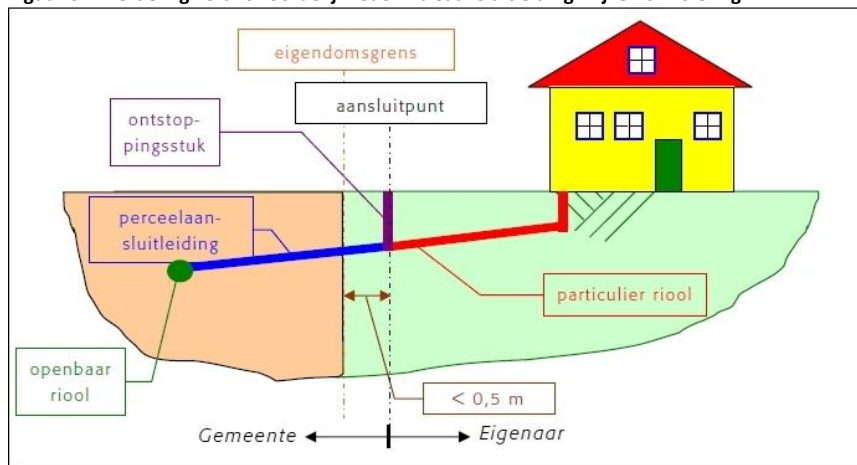 eigendomsgrens
aansluitpunt
ontstop-
pingsstuk
perceelaan-
sluitleiding
particulier riool
openbaar
riool
< 0,5 m
Gemeente
Eigenaar